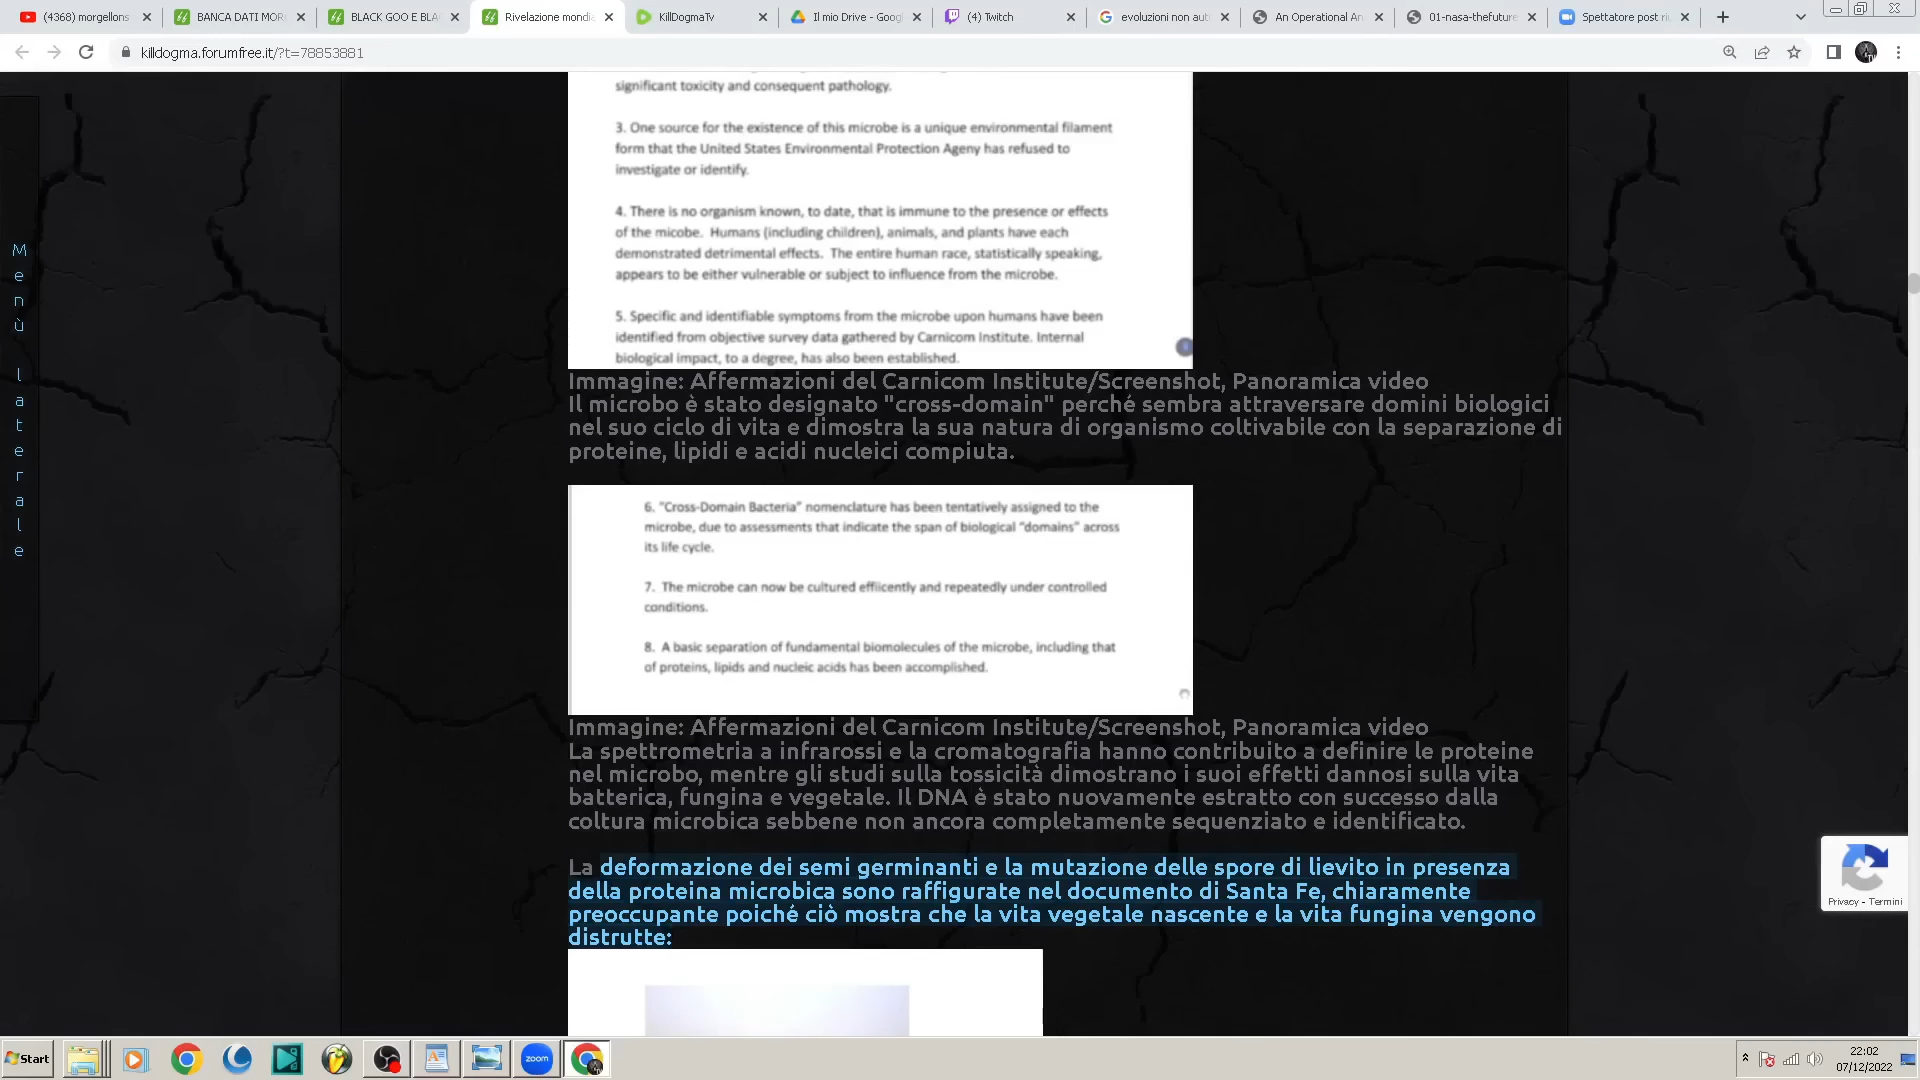 (4368) morgellons
BANCA DATI MOR
BLACK GOO E BLA
Rivelazione mondia
KillDogmaTv
Il mio Drive - Goog
(4) Twitch
evoluzioni non aut
An Operational An
01-nasa-thefuture
Spettatore post riu
killdogma.forumfree.it/?t=78853881
Menù laterale
significant toxicity and consequent pathology.
3. One source for the existence of this microbe is a unique environmental filament
form that the United States Environmental Protection Ageny has refused to
investigate or identify.
4. There is no organism known, to date, that is immune to the presence or effects
of the micobe. Humans (including children), animals, and plants have each
demonstrated detrimental effects. The entire human race, statistically speaking,
appears to be either vulnerable or subject to influence from the microbe.
5. Specific and identifiable symptoms from the microbe upon humans have been
identified from objective survey data gathered by Carnicom Institute. Internal
biological impact, to a degree, has also been established.
Immagine: Affermazioni del Carnicom Institute/Screenshot, Panoramica video
Il microbo è stato designato "cross-domain" perché sembra attraversare domini biologici
nel suo ciclo di vita e dimostra la sua natura di organismo coltivabile con la separazione di
proteine, lipidi e acidi nucleici compiuta.
6. "Cross-Domain Bacteria" nomenclature has been tentatively assigned to the
microbe, due to assessments that indicate the span of biological "domains" across
its life cycle.
7. The microbe can now be cultured effiicently and repeatedly under controlled
conditions.
8. A basic separation of fundamental biomolecules of the microbe, including that
of proteins, lipids and nucleic acids has been accomplished.
Immagine: Affermazioni del Carnicom Institute/Screenshot, Panoramica video
La spettrometria a infrarossi e la cromatografia hanno contribuito a definire le proteine
nel microbo, mentre gli studi sulla tossicità dimostrano i suoi effetti dannosi sulla vita
batterica, fungina e vegetale. Il DNA è stato nuovamente estratto con successo dalla
coltura microbica sebbene non ancora completamente sequenziato e identificato.
La deformazione dei semi germinanti e la mutazione delle spore di lievito in presenza
della proteina microbica sono raffigurate nel documento di Santa Fe, chiaramente
preoccupante poiché ciò mostra che la vita vegetale nascente e la vita fungina vengono
distrutte:
Privacy - Termini
Start
zoom
22:02
07/12/2022